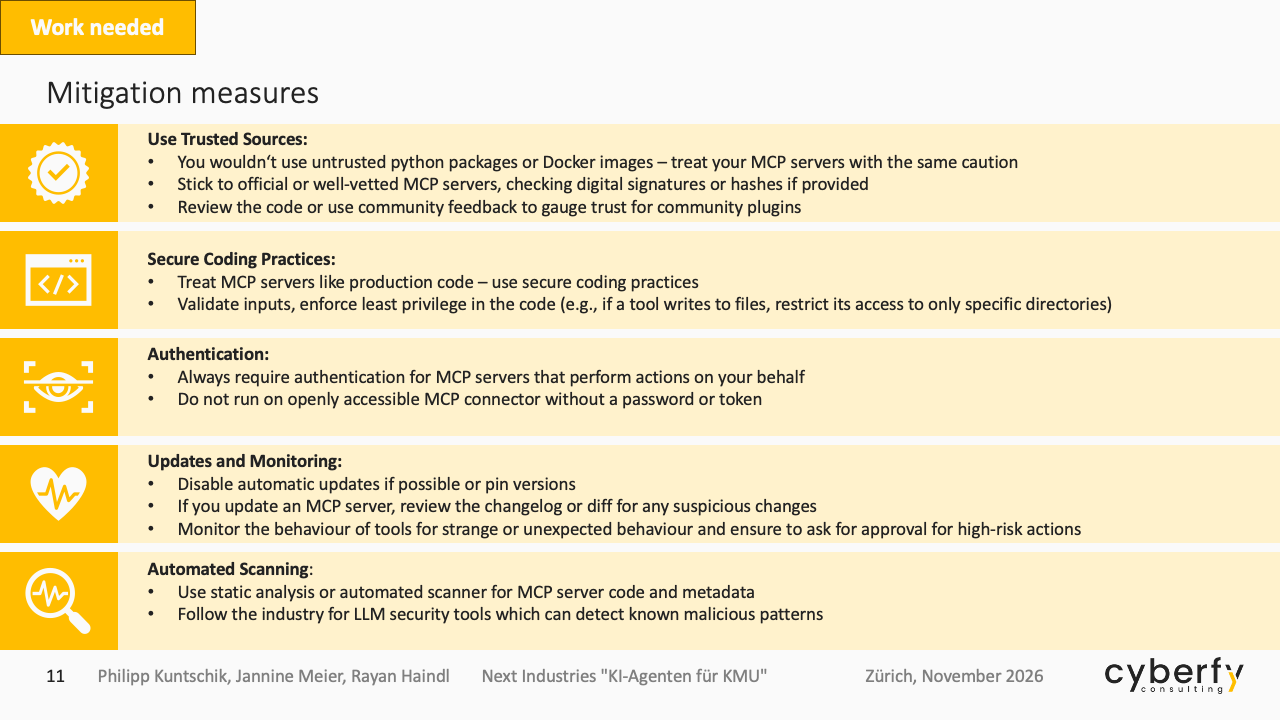 Work needed
Mitigation measures
Use Trusted Sources:
• You wouldn‘t use untrusted python packages or Docker images – treat your MCP servers with the same caution
• Stick to official or well-vetted MCP servers, checking digital signatures or hashes if provided
• Review the code or use community feedback to gauge trust for community plugins
Secure Coding Practices:
• Treat MCP servers like production code – use secure coding practices
• Validate inputs, enforce least privilege in the code (e.g., if a tool writes to files, restrict its access to only specific directories)
Authentication:
• Always require authentication for MCP servers that perform actions on your behalf
• Do not run on openly accessible MCP connector without a password or token
Updates and Monitoring:
• Disable automatic updates if possible or pin versions
• If you update an MCP server, review the changelog or diff for any suspicious changes
• Monitor the behaviour of tools for strange or unexpected behaviour and ensure to ask for approval for high-risk actions
Automated Scanning:
• Use static analysis or automated scanner for MCP server code and metadata
• Follow the industry for LLM security tools which can detect known malicious patterns
11 Philipp Kuntschik, Jannine Meier, Rayan Haindl Next Industries "KI-Agenten für KMU" Zürich, November 2026
cyberfy
consulting